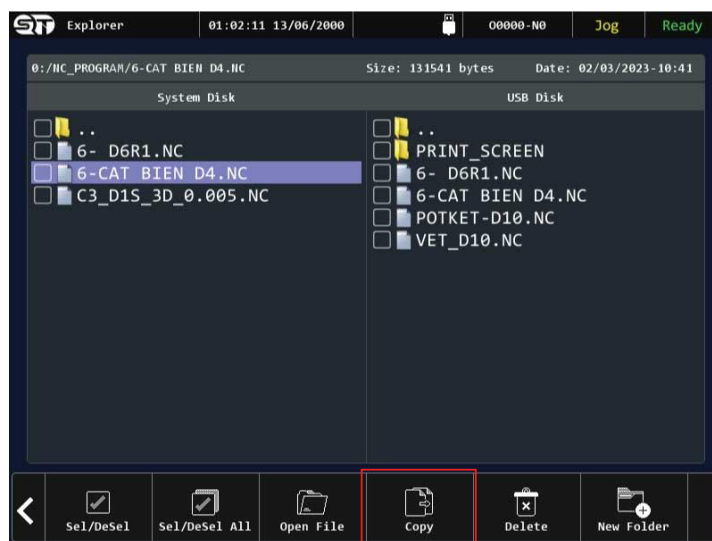 ST Explorer 01:02:11 13/06/2000 O0000-N0 Jog Ready
0:/NC_PROGRAM/6-CAT BIEN D4.NC Size: 131541 bytes Date: 02/03/2023-10:41
System Disk USB Disk
.. ..
6- D6R1.NC PRINT_SCREEN
6-CAT BIEN D4.NC 6- D6R1.NC
C3_D1S_3D_0.005.NC 6-CAT BIEN D4.NC
POTKET-D10.NC
VET_D10.NC
Sel/DeSel Sel/DeSel All Open File Copy Delete New Folder